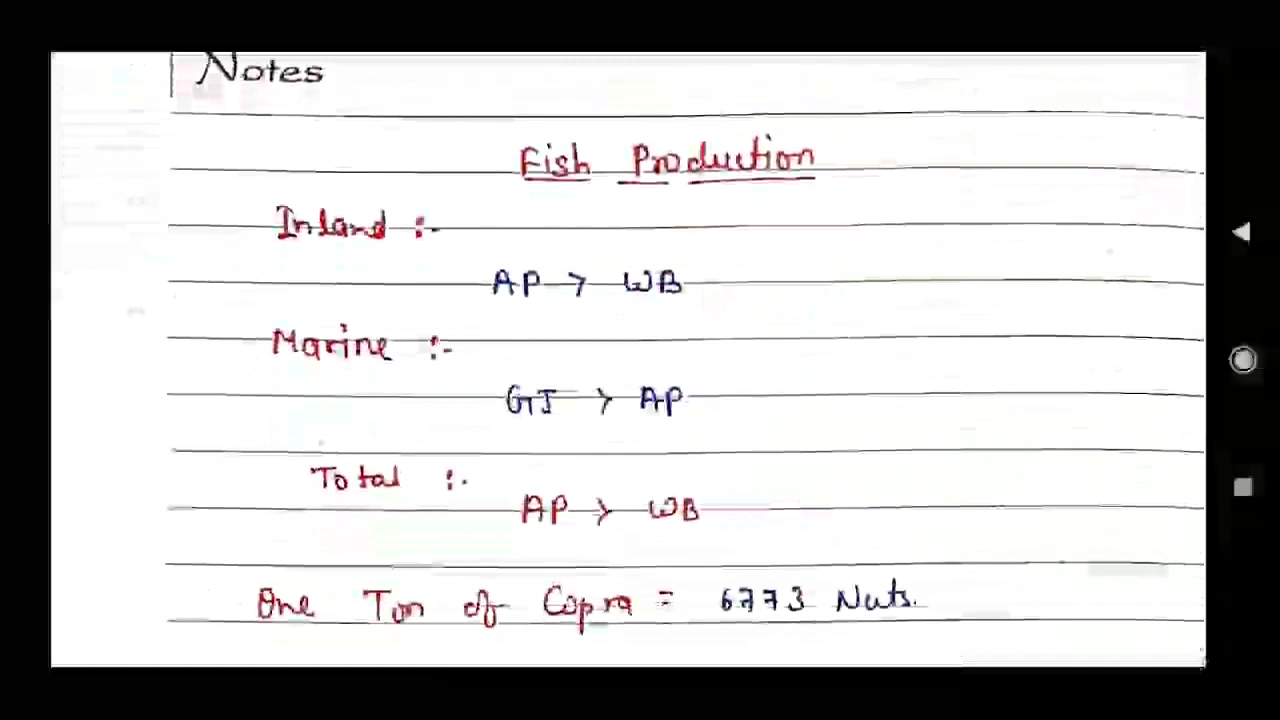 Notes
Fish Production
Inland :-
AP > WB
Marine :-
GJ > AP
Total :-
AP > WB
One Ton of Copra = 6773 Nuts.